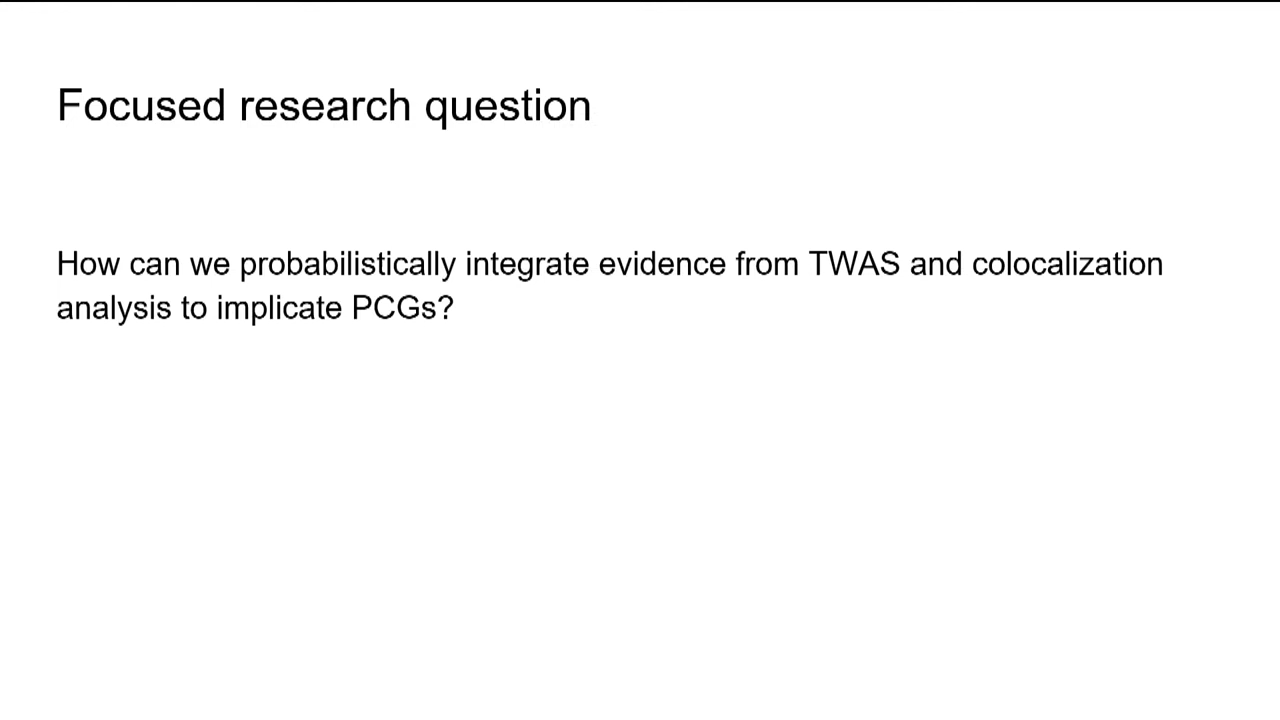 Focused research question
How can we probabilistically integrate evidence from TWAS and colocalization
analysis to implicate PCGs?